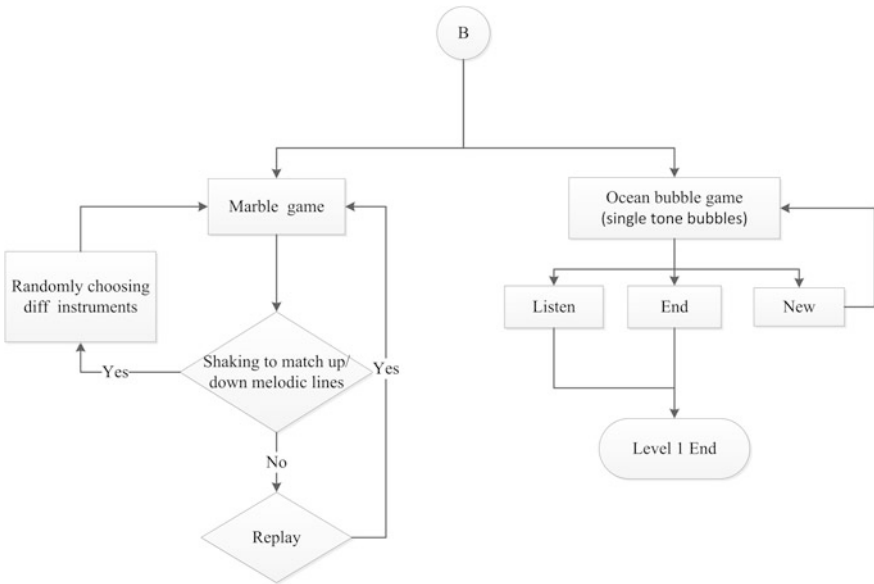 B
Marble game
Ocean bubble game
(single tone bubbles)
Randomly choosing
diff instruments
Listen
End
New
Shaking to match up/
down melodic lines
Yes
Yes
No
Level 1 End
Replay